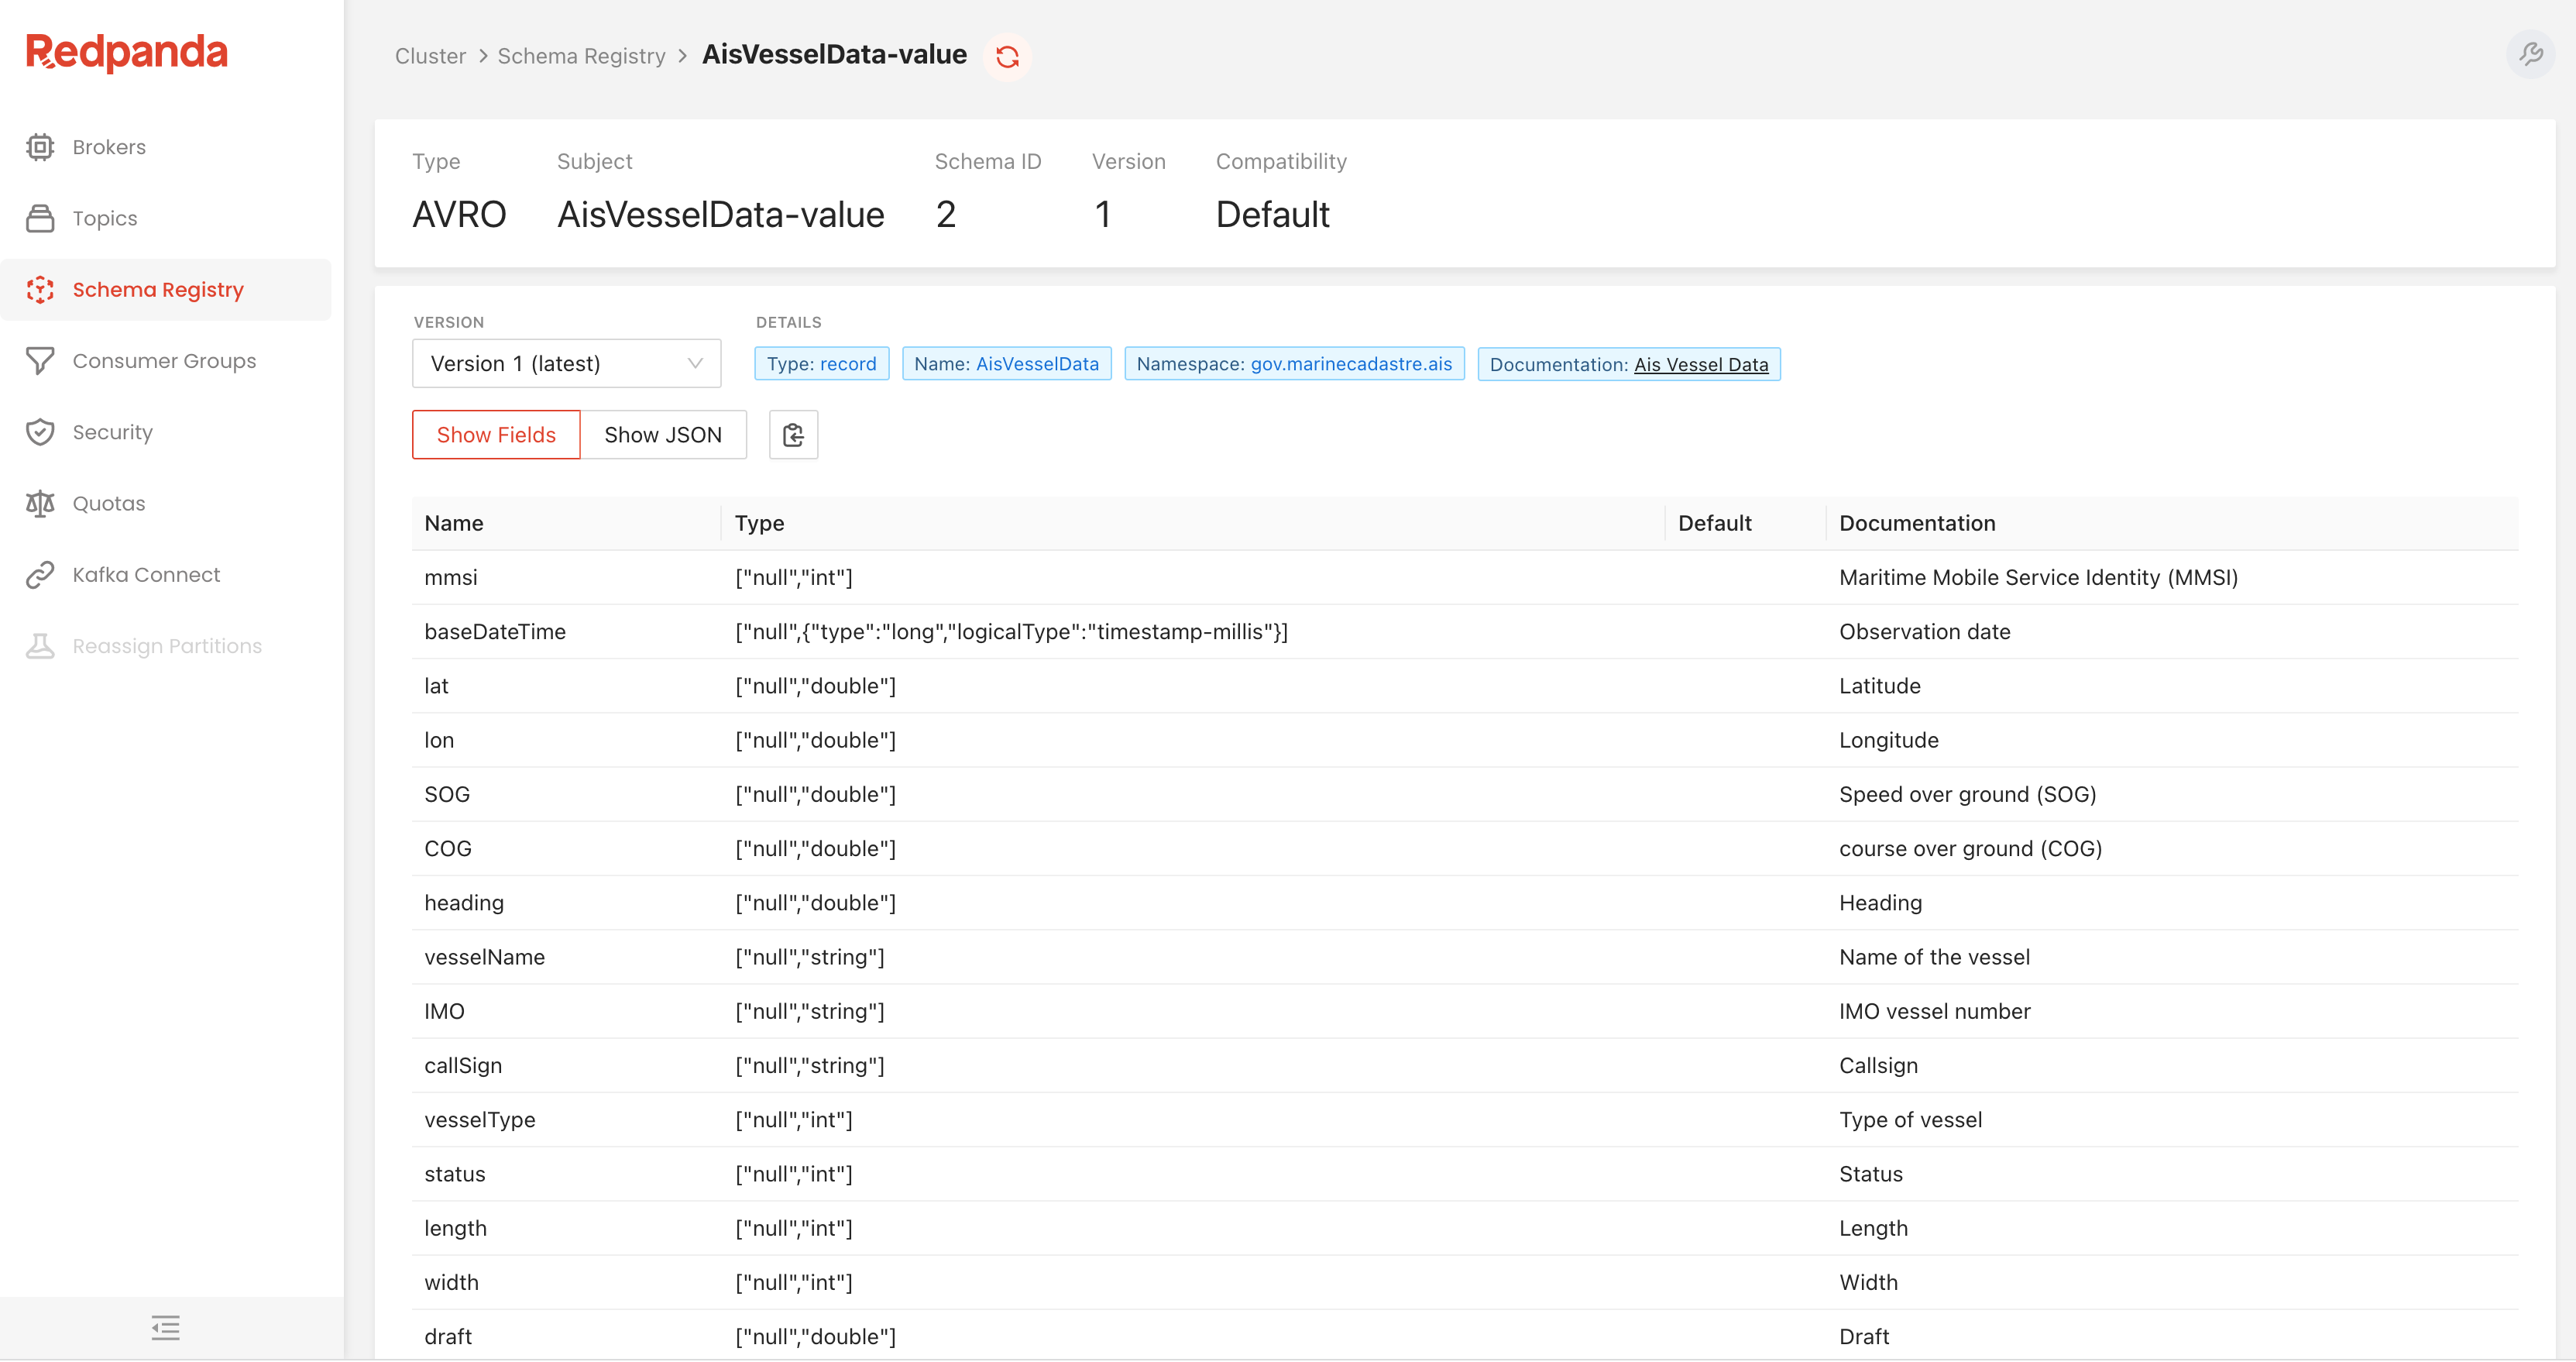 Redpanda
Brokers
Topics
Schema Registry
Consumer Groups
Security
Quotas
Kafka Connect
Reassign Partitions
Cluster > Schema Registry > AisVesselData-value
Type Subject Schema ID Version Compatibility
AVRO AisVesselData-value 2 1 Default
VERSION DETAILS
Version 1 (latest) Type: record Name: AisVesselData Namespace: gov.marinecadastre.ais Documentation: Ais Vessel Data
Show Fields Show JSON
Name Type Default Documentation
mmsi ["null","int"] Maritime Mobile Service Identity (MMSI)
baseDateTime ["null",{"type":"long","logicalType":"timestamp-millis"}] Observation date
lat ["null","double"] Latitude
lon ["null","double"] Longitude
SOG ["null","double"] Speed over ground (SOG)
COG ["null","double"] course over ground (COG)
heading ["null","double"] Heading
vesselName ["null","string"] Name of the vessel
IMO ["null","string"] IMO vessel number
callSign ["null","string"] Callsign
vesselType ["null","int"] Type of vessel
status ["null","int"] Status
length ["null","int"] Length
width ["null","int"] Width
draft ["null","double"] Draft